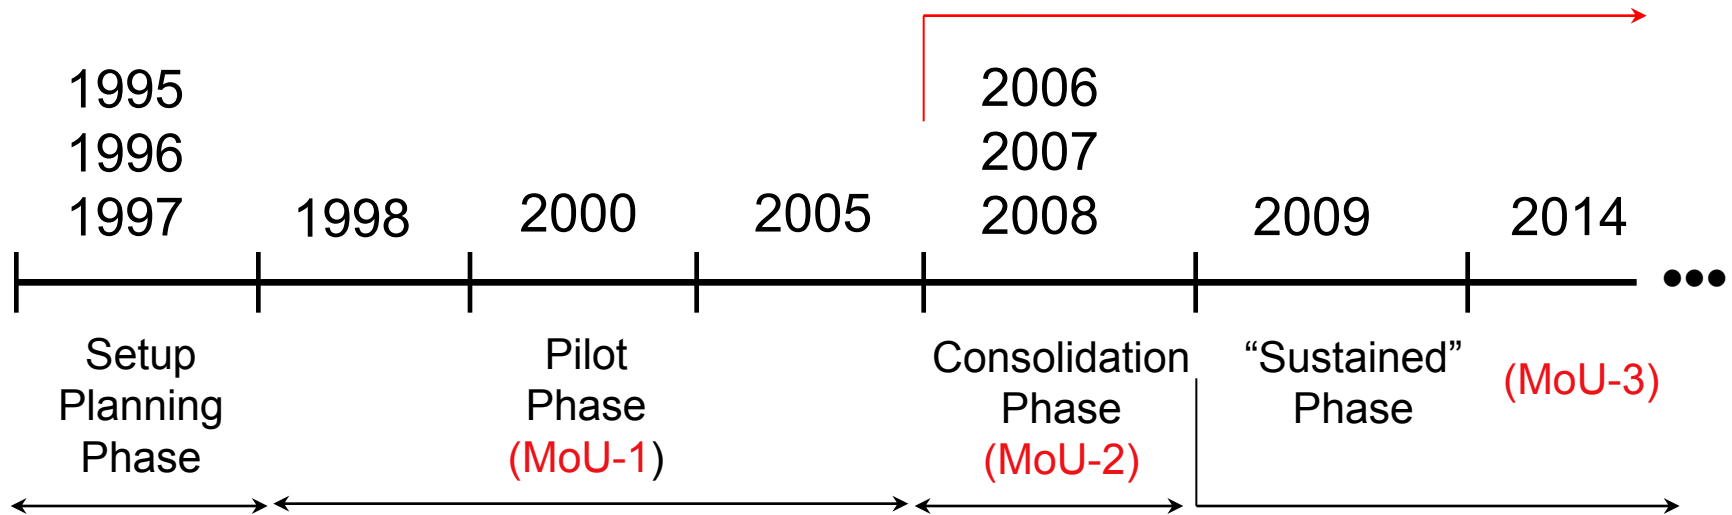 1995
1996
1997
1998
2000
2005
2006
2007
2008
2009
2014
Setup
Planning
Phase
Pilot
Phase
(MoU-1)
Consolidation
Phase
(MoU-2)
“Sustained”
Phase
(MoU-3)